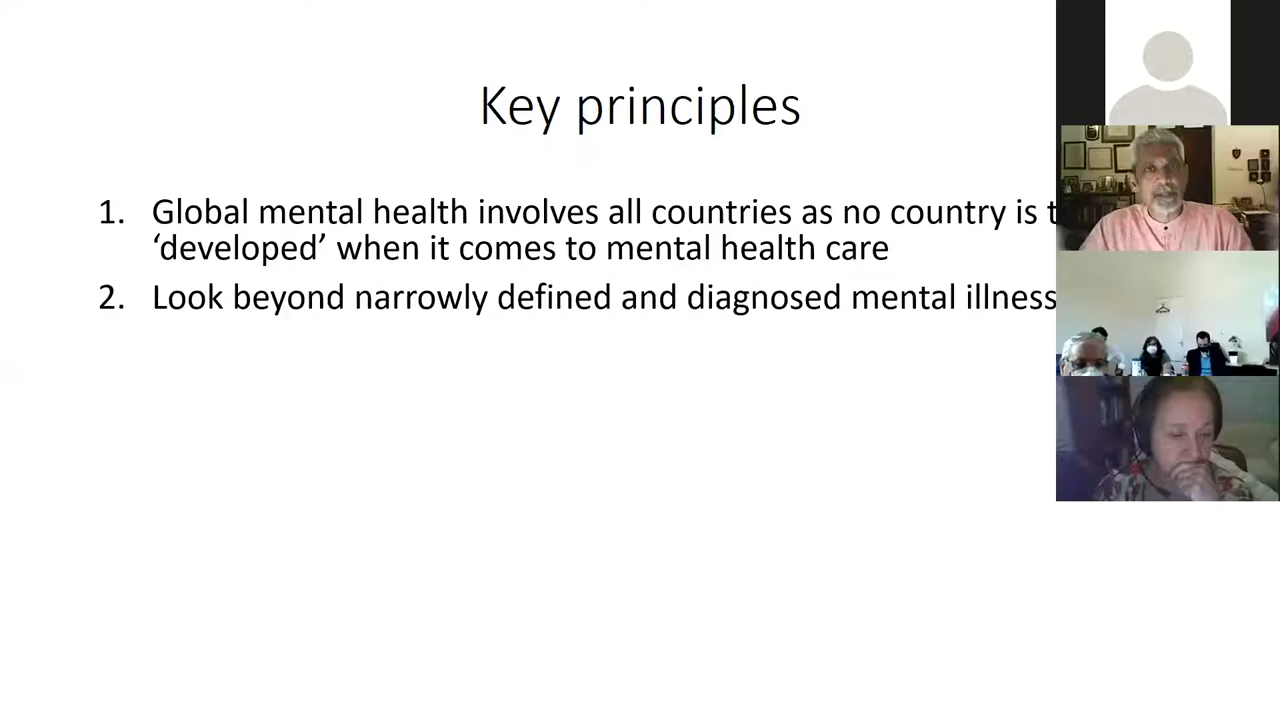 Key principles
1. Global mental health involves all countries as no country is
‘developed’ when it comes to mental health care
2. Look beyond narrowly defined and diagnosed mental illness